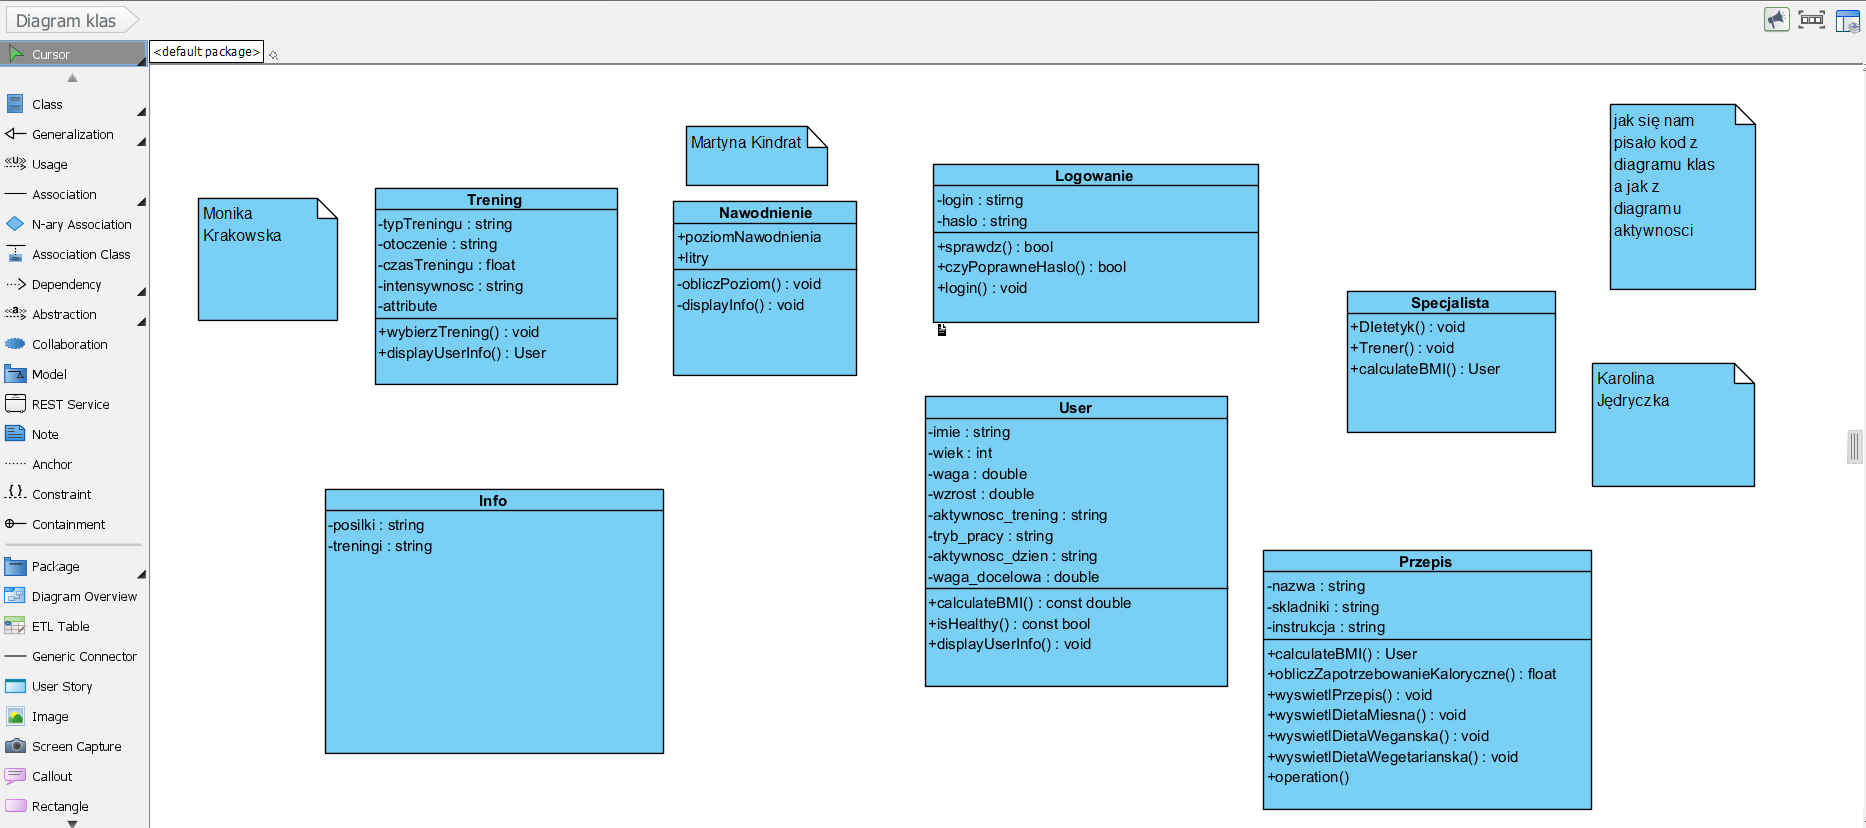 Diagram klas
Cursor
<default package>
Class
Generalization
Usage
Association
N-ary Association
Association Class
Dependency
Abstraction
Collaboration
Model
REST Service
Note
Anchor
Constraint
Containment
Package
Diagram Overview
ETL Table
Generic Connector
User Story
Image
Screen Capture
Callout
Rectangle
Monika
Krakowska
Trening
-typTreningu : string
-otoczenie : string
-czasTreningu : float
-intensywnosc : string
-attribute
+wybierzTrening() : void
+displayUserInfo() : User
Martyna Kindrat
Nawodnienie
+poziomNawodnienia
+litry
-obliczPoziom() : void
-displayInfo() : void
Logowanie
-login : stirng
-haslo : string
+sprawdz() : bool
+czyPoprawneHaslo() : bool
+login() : void
jak się nam
pisało kod z
diagramu klas
a jak z
diagramu
aktywnosci
Specjalista
+DIetetyk() : void
+Trener() : void
+calculateBMI() : User
Karolina
Jędryczka
Info
-posilki : string
-treningi : string
User
-imie : string
-wiek : int
-waga : double
-wzrost : double
-aktywnosc_trening : string
-tryb_pracy : string
-aktywnosc_dzien : string
-waga_docelowa : double
+calculateBMI() : const double
+isHealthy() : const bool
+displayUserInfo() : void
Przepis
-nazwa : string
-skladniki : string
-instrukcja : string
+calculateBMI() : User
+obliczZapotrzebowanieKaloryczne() : float
+wyswietlPrzepis() : void
+wyswietlDietaMiesna() : void
+wyswietlDietaWeganska() : void
+wyswietlDietaWegetarianska() : void
+operation()